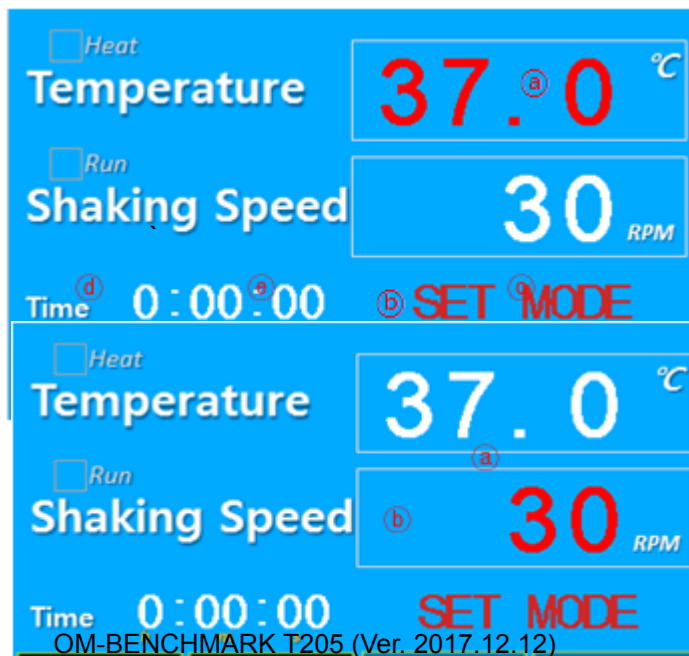 Heat
Temperature 37.0 °C
ⓐ
Run
Shaking Speed 30 RPM
ⓓ ⓔ ⓒ
Time 0:00:00 ⓑ SET MODE
Heat
Temperature 37.0 °C
ⓐ
Run
Shaking Speed ⓑ 30 RPM
Time 0:00:00 SET MODE
OM-BENCHMARK T205 (Ver. 2017.12.12)